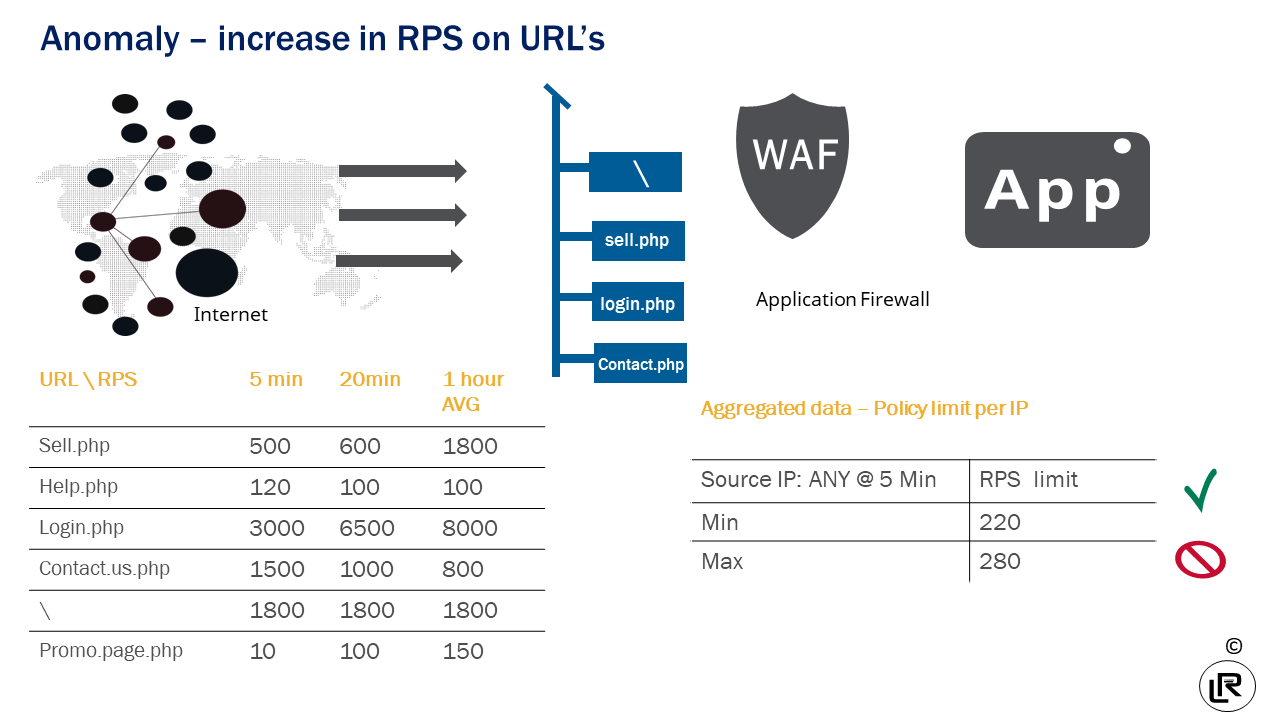 Anomaly – increase in RPS on URL’s
WAF
App
\
sell.php
login.php
Contact.php
Internet
Application Firewall
URL \ RPS 5 min 20min 1 hour
AVG
Sell.php 500 600 1800
Help.php 120 100 100
Login.php 3000 6500 8000
Contact.us.php 1500 1000 800
\ 1800 1800 1800
Promo.page.php 10 100 150
Aggregated data – Policy limit per IP
Source IP: ANY @ 5 Min RPS limit
Min 220
Max 280
©
LR